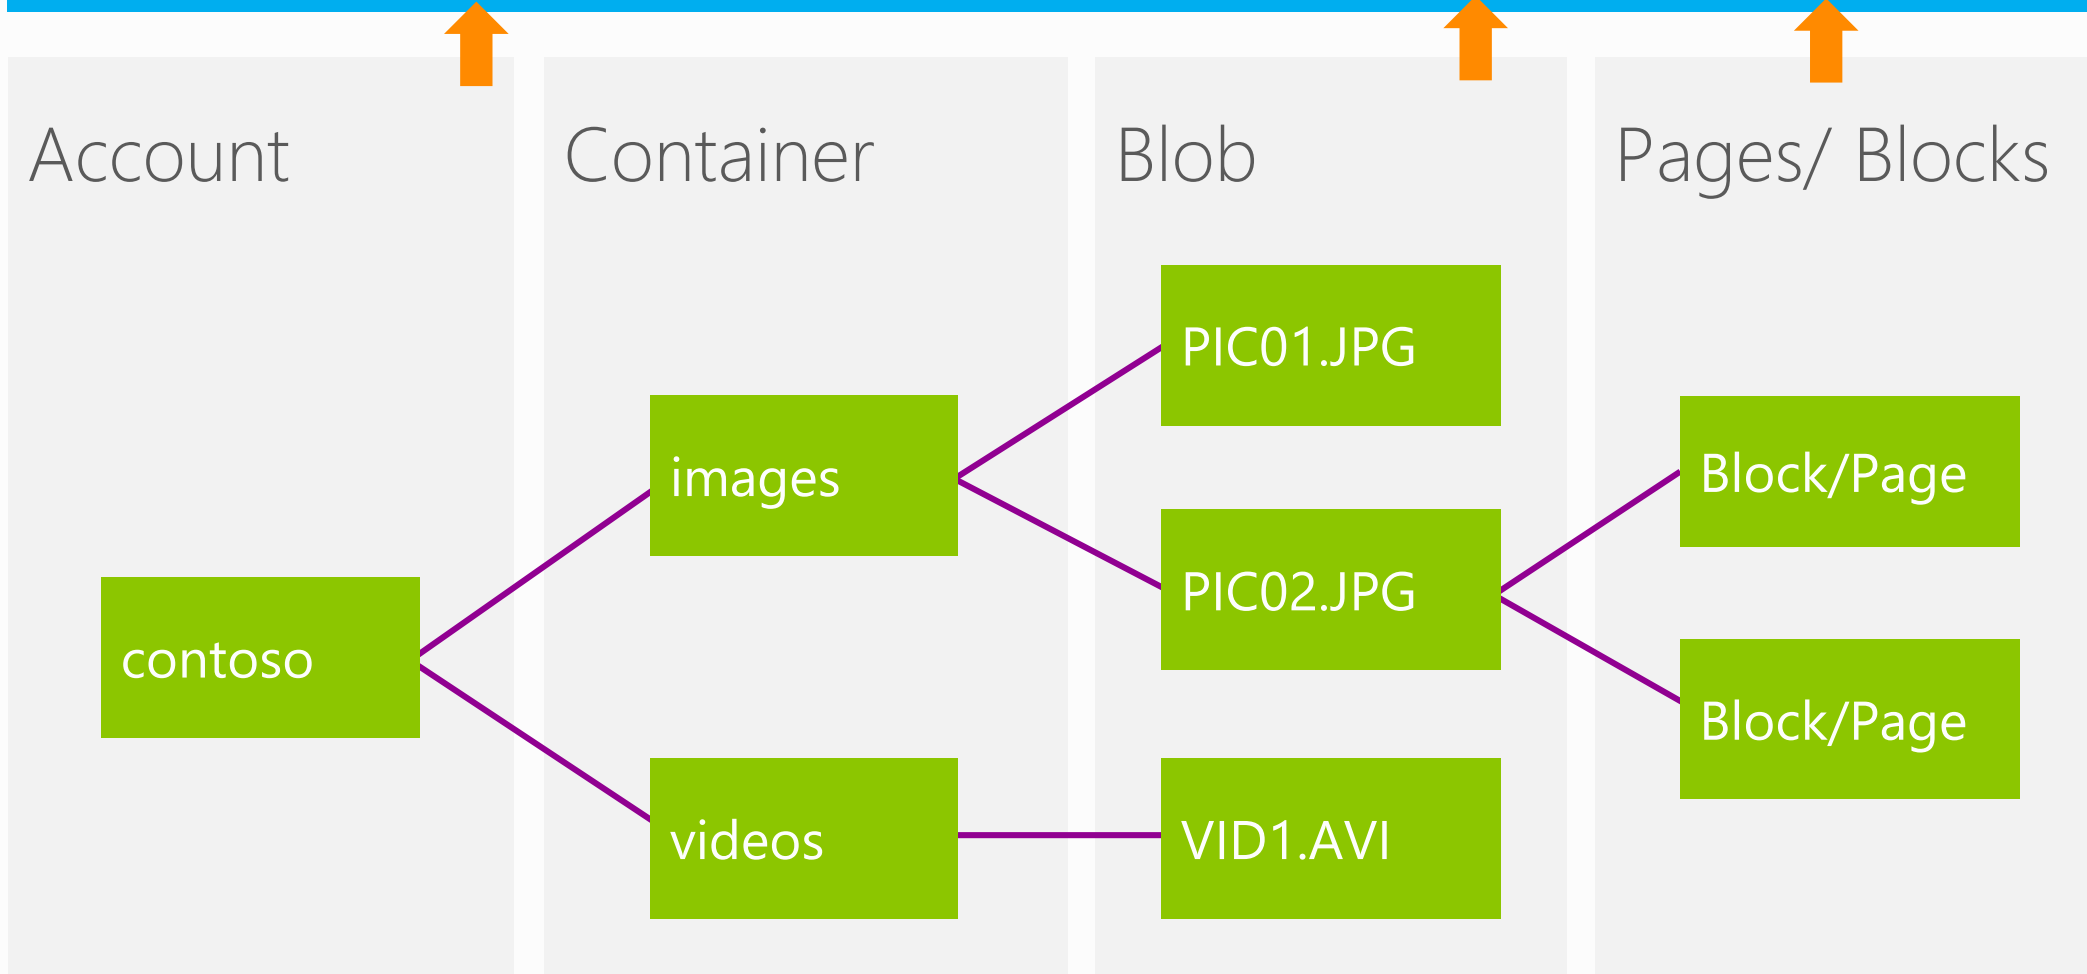 Account
Container
Blob
Pages/ Blocks
PIC01.JPG
images
Block/Page
PIC02.JPG
contoso
Block/Page
videos
VID1.AVI